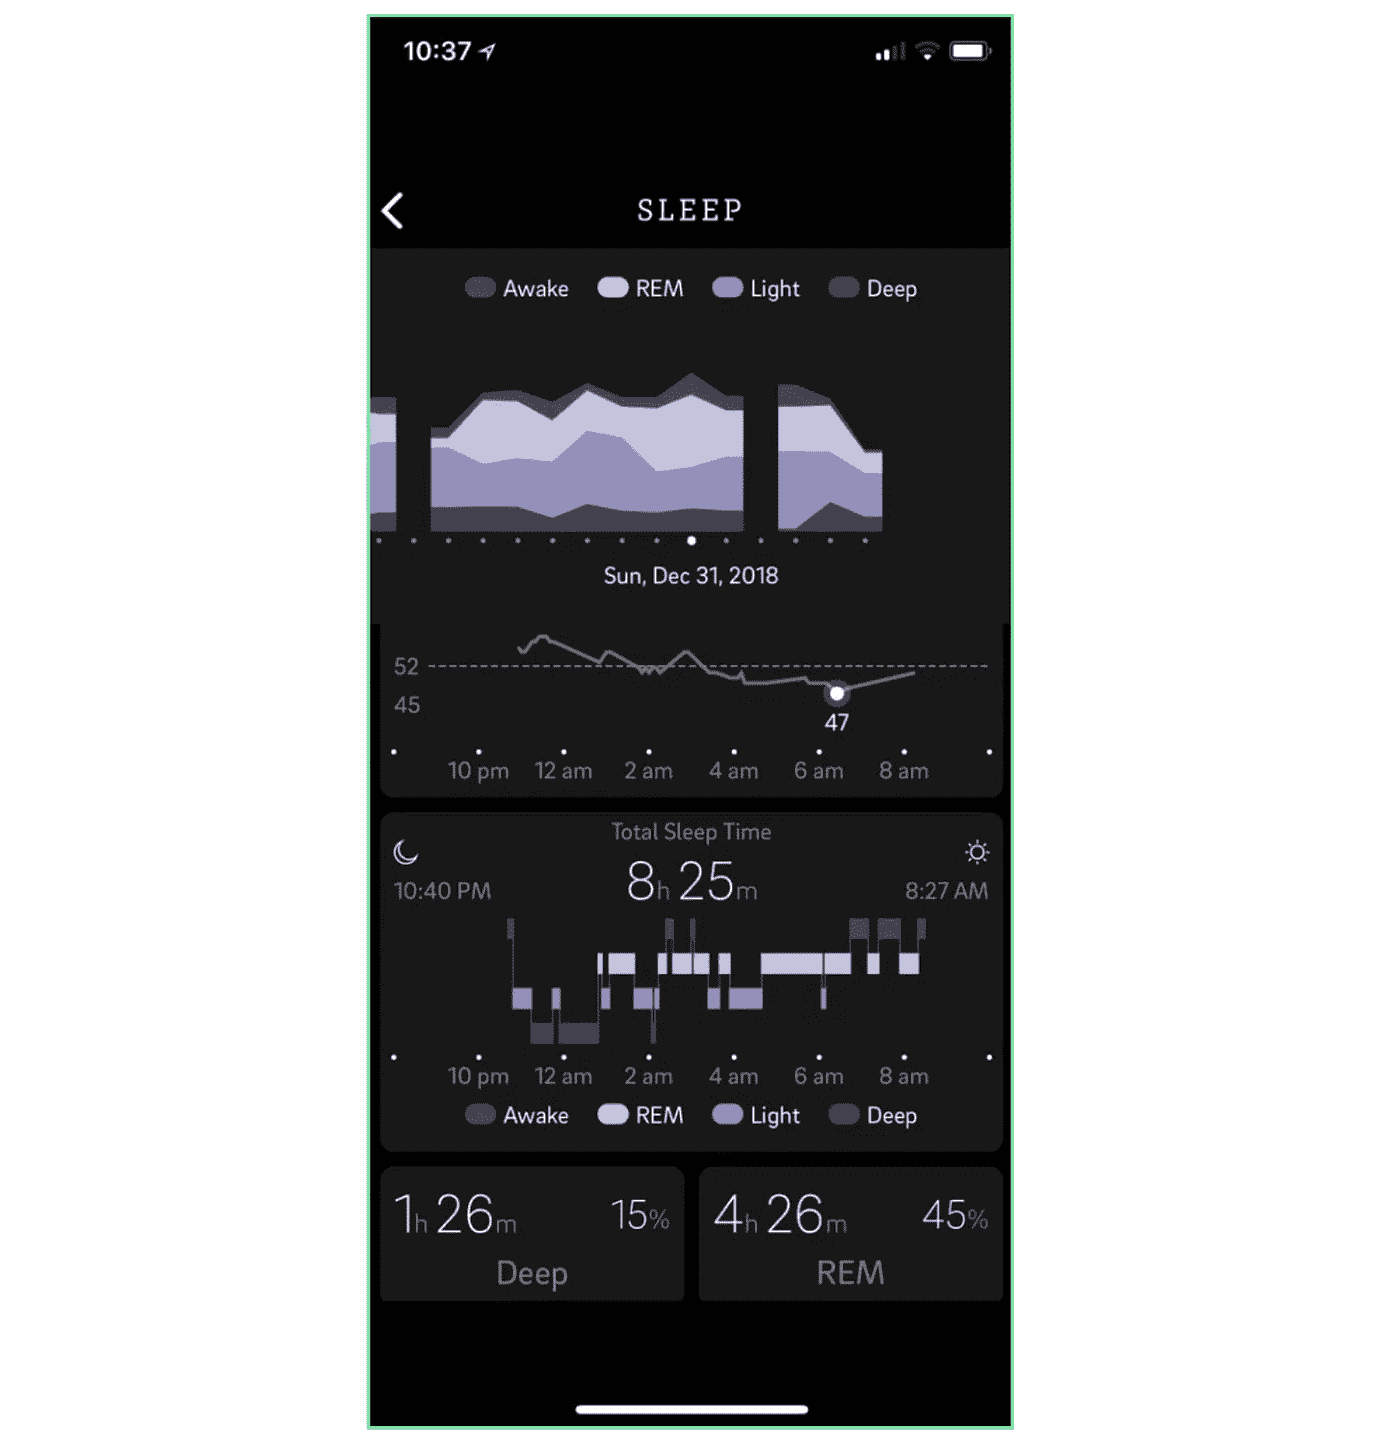 10:37
SLEEP
Awake REM Light Deep
Sun, Dec 31, 2018
52
45
47
10 pm 12 am 2 am 4 am 6 am 8 am
Total Sleep Time
8h 25m
10:40 PM 8:27 AM
10 pm 12 am 2 am 4 am 6 am 8 am
Awake REM Light Deep
1h 26m 15%
Deep
4h 26m 45%
REM